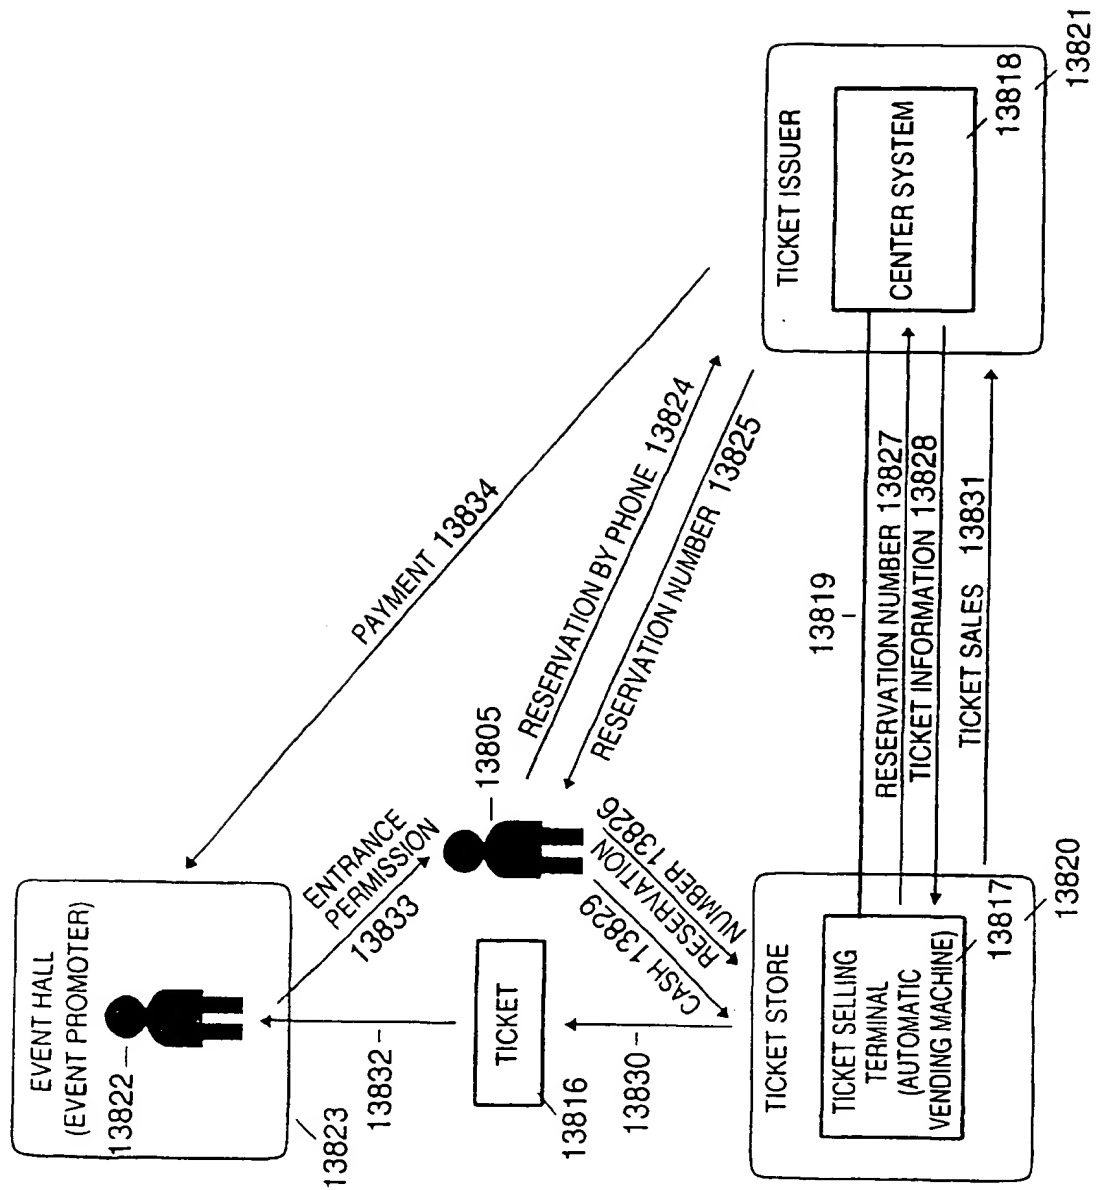 EVENT HALL
(EVENT PROMOTER)
13822
13823
ENTRANCE
PERMISSION
13833
PAYMENT 13834
13832
TICKET
13816
13830
13805
RESERVATION BY PHONE 13824
RESERVATION NUMBER 13825
CASH 13829
RESERVATION
NUMBER 13826
TICKET STORE
TICKET SELLING
TERMINAL
(AUTOMATIC
VENDING MACHINE)
13817
13820
13819
RESERVATION NUMBER 13827
TICKET INFORMATION 13828
TICKET SALES 13831
TICKET ISSUER
CENTER SYSTEM
13818
13821